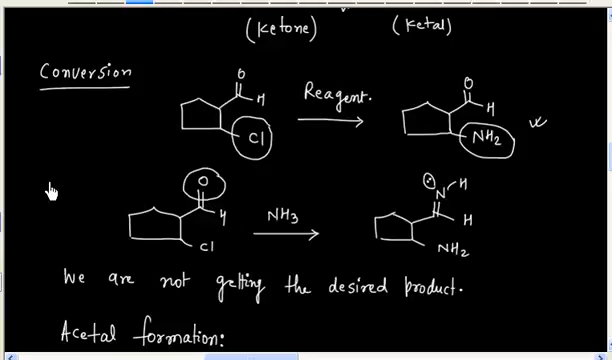 (Ketone) (Ketal)
Conversion
O
H
Cl
Reagent.
O
H
NH2
O
H
Cl
NH3
N
H
H
NH2
We are not getting the desired product.
Acetal formation: